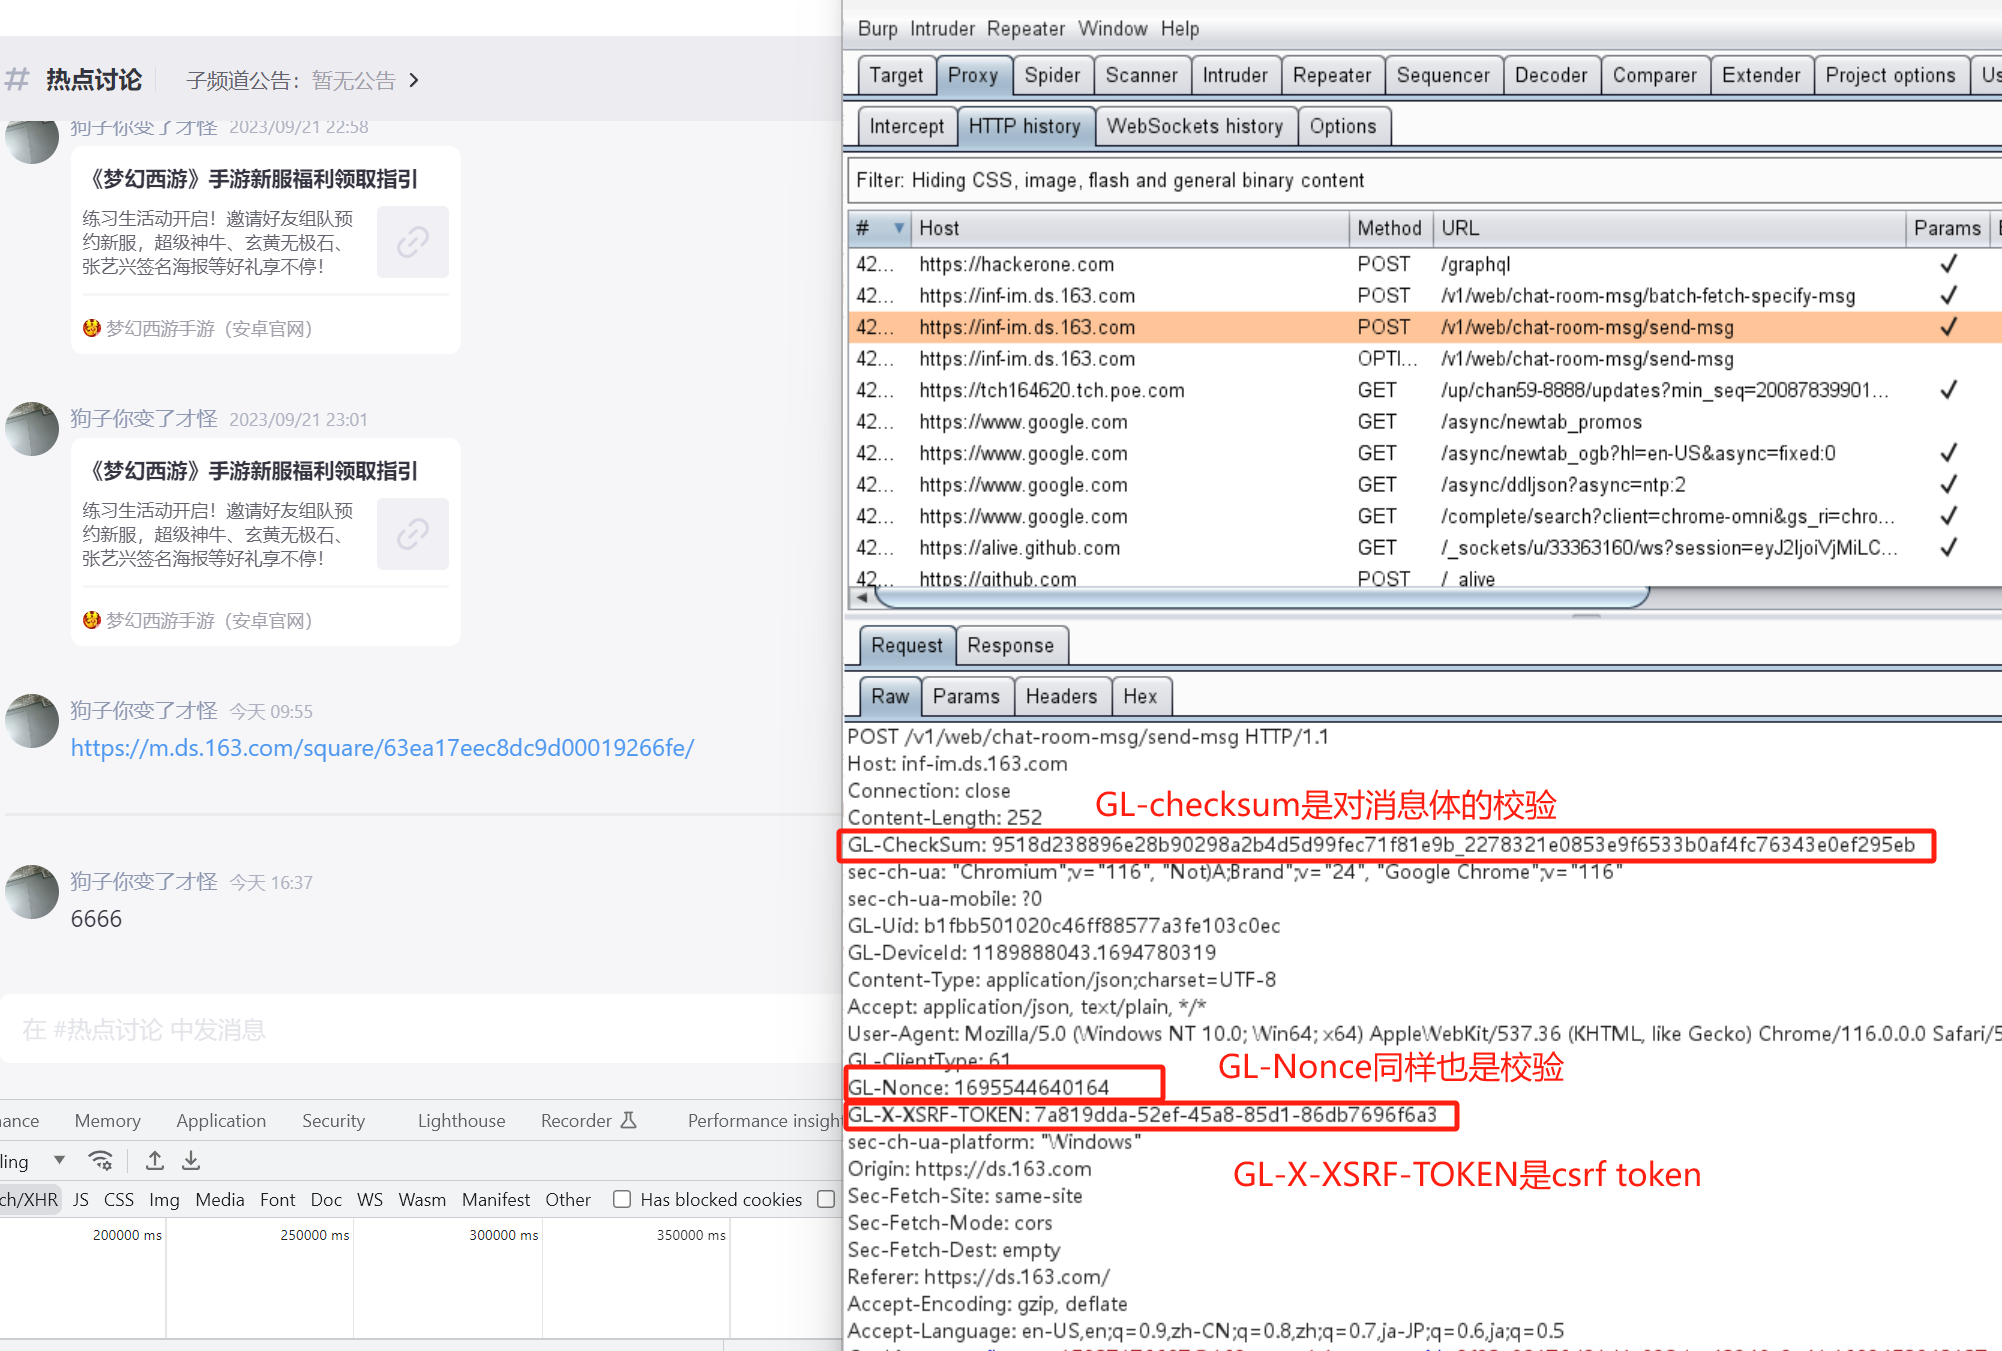 # 热点讨论 子频道公告：暂无公告 >
狗子你变了才怪 2023/09/21 22:58
《梦幻西游》手游新服福利领取指引
练习生活动开启！邀请好友组队预
约新服，超级神牛、玄黄无极石、
张艺兴签名海报等好礼享不停！
梦幻西游手游（安卓官网）
狗子你变了才怪 2023/09/21 23:01
《梦幻西游》手游新服福利领取指引
练习生活动开启！邀请好友组队预
约新服，超级神牛、玄黄无极石、
张艺兴签名海报等好礼享不停！
梦幻西游手游（安卓官网）
狗子你变了才怪 今天 09:55
https://m.ds.163.com/square/63ea17eec8dc9d00019266fe/
狗子你变了才怪 今天 16:37
6666
在 #热点讨论 中发消息
ance Memory Application Security Lighthouse Recorder Performance insigh
ling
ch/XHR JS CSS Img Media Font Doc WS Wasm Manifest Other Has blocked cookies
200000 ms 250000 ms 300000 ms 350000 ms
Burp Intruder Repeater Window Help
Target Proxy Spider Scanner Intruder Repeater Sequencer Decoder Comparer Extender Project options Us
Intercept HTTP history WebSockets history Options
Filter: Hiding CSS, image, flash and general binary content
# Host Method URL Params
42... https://hackerone.com POST /graphql ✓
42... https://inf-im.ds.163.com POST /v1/web/chat-room-msg/batch-fetch-specify-msg ✓
42... https://inf-im.ds.163.com POST /v1/web/chat-room-msg/send-msg ✓
42... https://inf-im.ds.163.com OPTI... /v1/web/chat-room-msg/send-msg
42... https://tch164620.tch.poe.com GET /up/chan59-8888/updates?min_seq=20087839901... ✓
42... https://www.google.com GET /async/newtab_promos
42... https://www.google.com GET /async/newtab_ogb?hl=en-US&async=fixed:0 ✓
42... https://www.google.com GET /async/ddljson?async=ntp:2 ✓
42... https://www.google.com GET /complete/search?client=chrome-omni&gs_ri=chro... ✓
42... https://alive.github.com GET /_sockets/u/33363160/ws?session=eyJ2IjoiVjMiLC... ✓
42... https://github.com POST /_alive
Request Response
Raw Params Headers Hex
POST /v1/web/chat-room-msg/send-msg HTTP/1.1
Host: inf-im.ds.163.com
Connection: close
Content-Length: 252
GL-checksum是对消息体的校验
GL-CheckSum: 9518d238896e28b90298a2b4d5d99fec71f81e9b_2278321e0853e9f6533b0af4fc76343e0ef295eb
sec-ch-ua: "Chromium";v="116", "Not)A;Brand";v="24", "Google Chrome";v="116"
sec-ch-ua-mobile: ?0
GL-Uid: b1fbb501020c46ff88577a3fe103c0ec
GL-DeviceId: 1189888043.1694780319
Content-Type: application/json;charset=UTF-8
Accept: application/json, text/plain, */*
User-Agent: Mozilla/5.0 (Windows NT 10.0; Win64; x64) AppleWebKit/537.36 (KHTML, like Gecko) Chrome/116.0.0.0 Safari/5
GL-ClientType: 61
GL-Nonce同样也是校验
GL-Nonce: 1695544640164
GL-X-XSRF-TOKEN: 7a819dda-52ef-45a8-85d1-86db7696f6a3
sec-ch-ua-platform: "Windows"
Origin: https://ds.163.com
GL-X-XSRF-TOKEN是csrf token
Sec-Fetch-Site: same-site
Sec-Fetch-Mode: cors
Sec-Fetch-Dest: empty
Referer: https://ds.163.com/
Accept-Encoding: gzip, deflate
Accept-Language: en-US,en;q=0.9,zh-CN;q=0.8,zh;q=0.7,ja-JP;q=0.6,ja;q=0.5